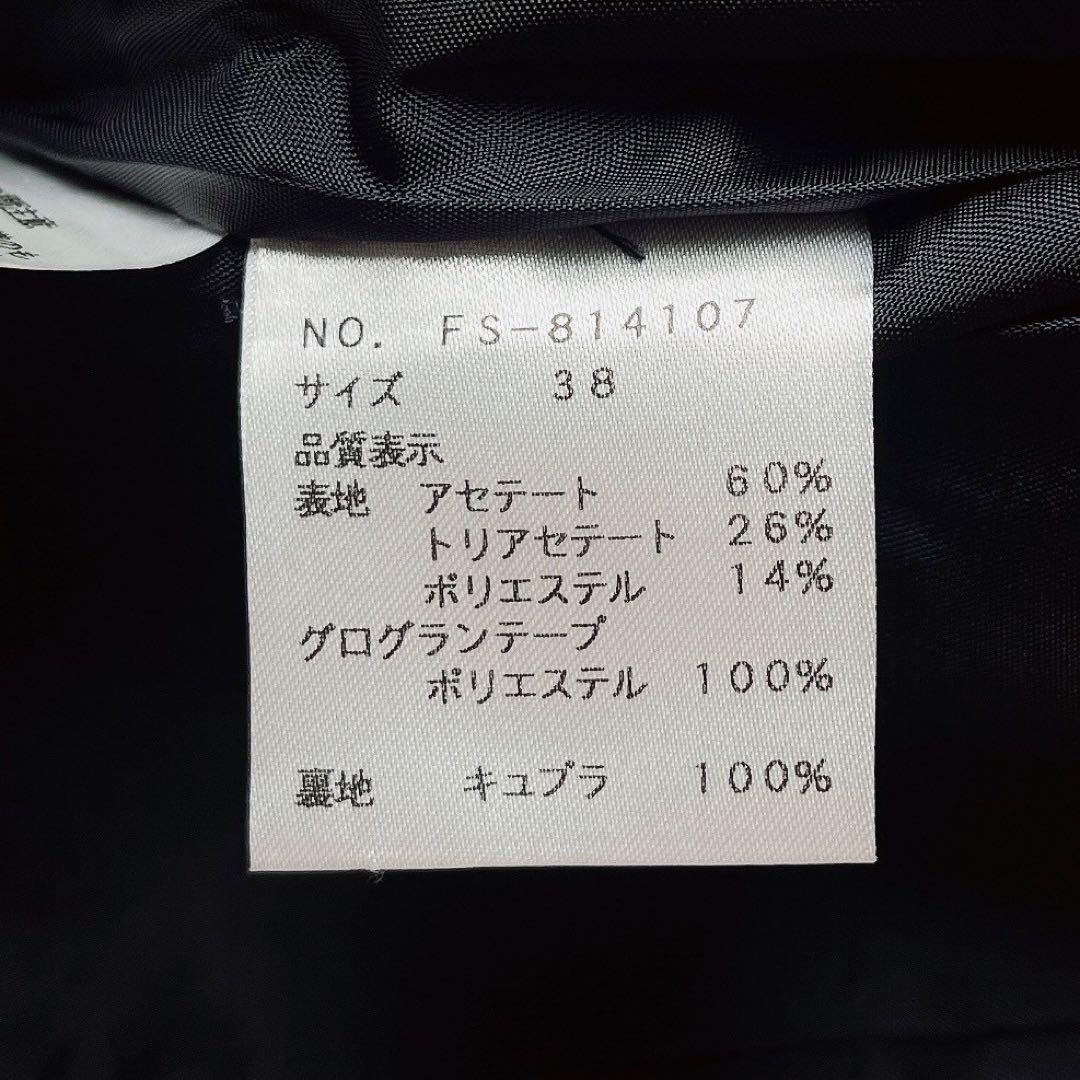 NO. FS-814107
サイズ 38
品質表示
表地 アセテート 60%
トリアセテート 26%
ポリエステル 14%
グログランテープ
ポリエステル 100%
裏地 キュプラ 100%